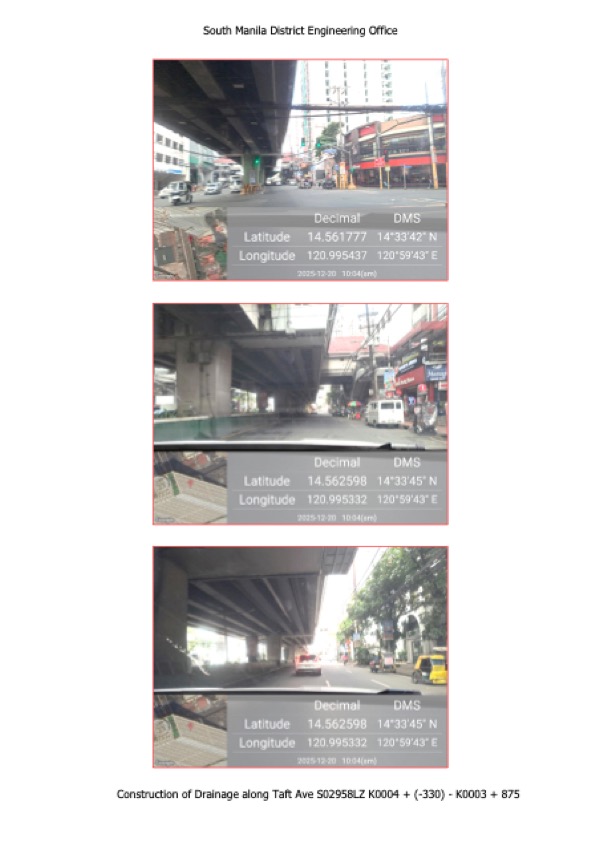 South Manila District Engineering Office
Decimal DMS
Latitude 14.561777 14°33'42" N
Longitude 120.995437 120°59'43" E
2025-12-20 10:04(am)
Decimal DMS
Latitude 14.562598 14°33'45" N
Longitude 120.995332 120°59'43" E
2025-12-20 10:04(am)
Decimal DMS
Latitude 14.562598 14°33'45" N
Longitude 120.995332 120°59'43" E
2025-12-20 10:04(am)
Construction of Drainage along Taft Ave S02958LZ K0004 + (-330) - K0003 + 875